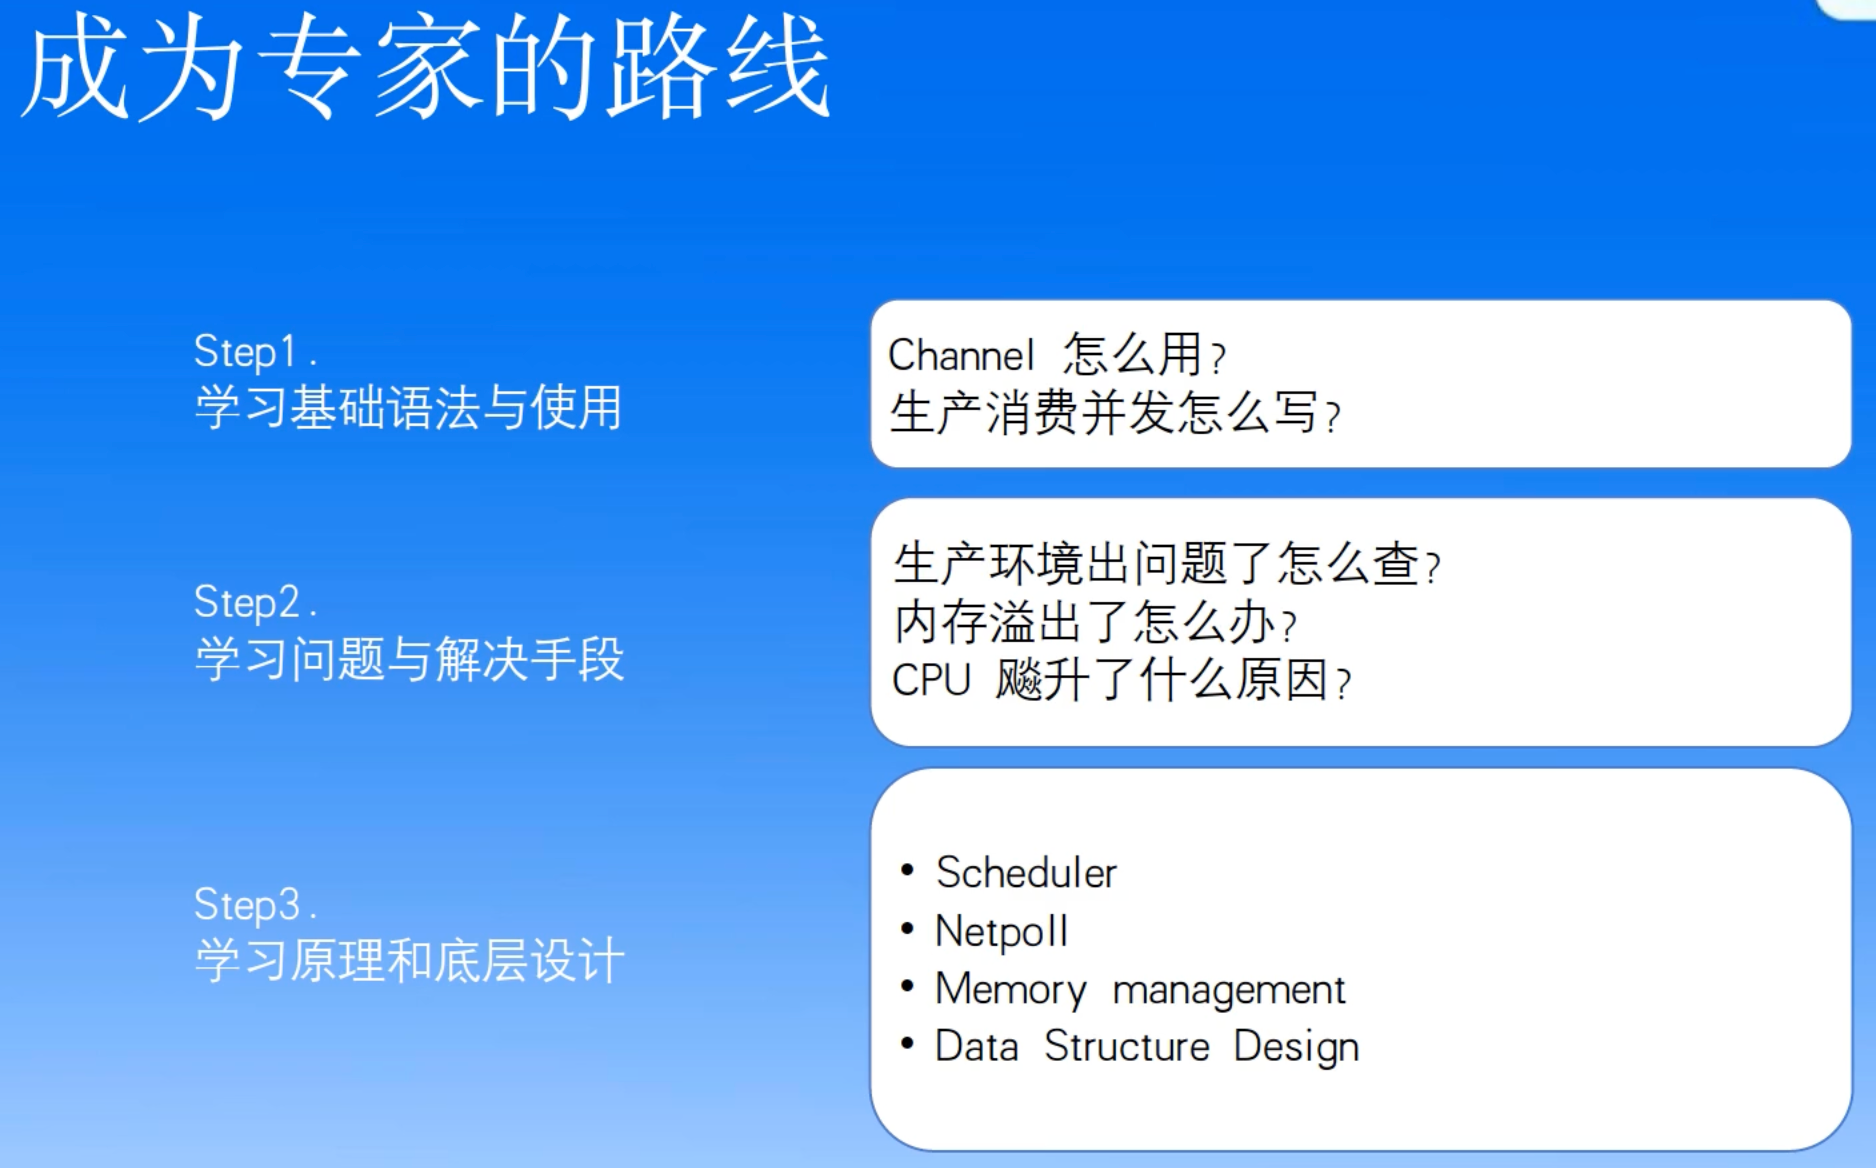 成为专家的路线
Step1.
学习基础语法与使用
Channel 怎么用?
生产消费并发怎么写?
Step2.
学习问题与解决手段
生产环境出问题了怎么查?
内存溢出了怎么办?
CPU 飚升了什么原因?
Step3.
学习原理和底层设计
• Scheduler
• Netpoll
• Memory management
• Data Structure Design